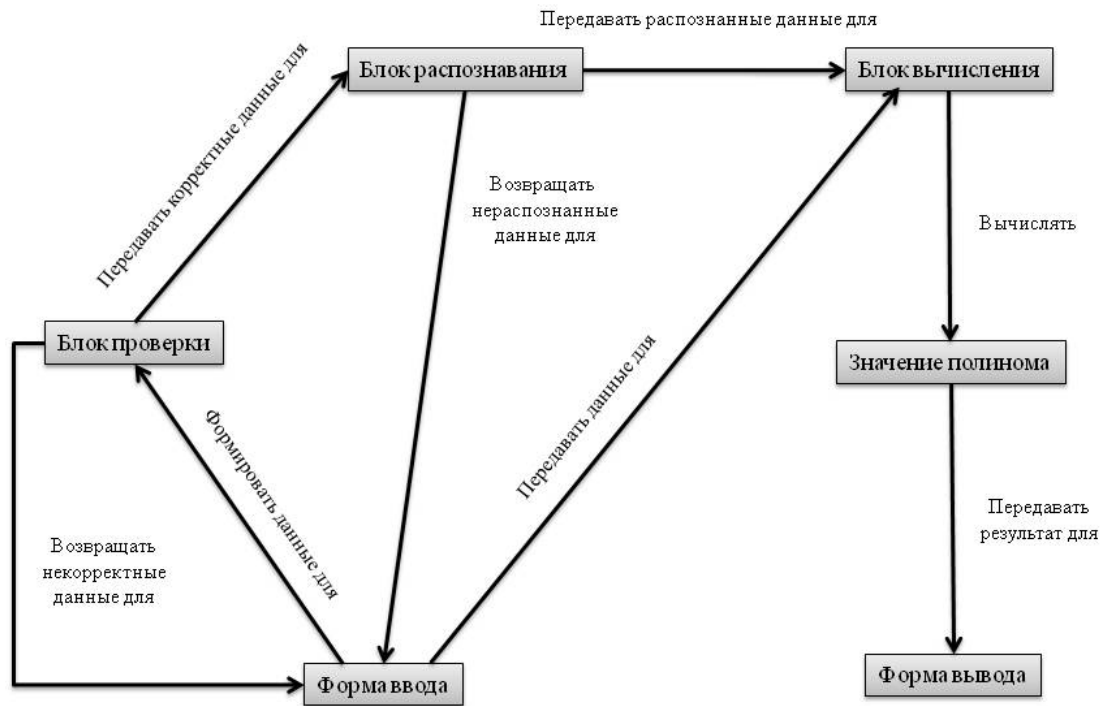 Передавать распознанные данные для
Блок распознавания
Блок вычисления
Передавать корректные данные для
Возвращать
нераспознанные
данные для
Вычислять
Блок проверки
Значение полинома
Формировать данные для
Передавать данные для
Передавать
результат для
Возвращать
некорректные
данные для
Форма ввода
Форма вывода